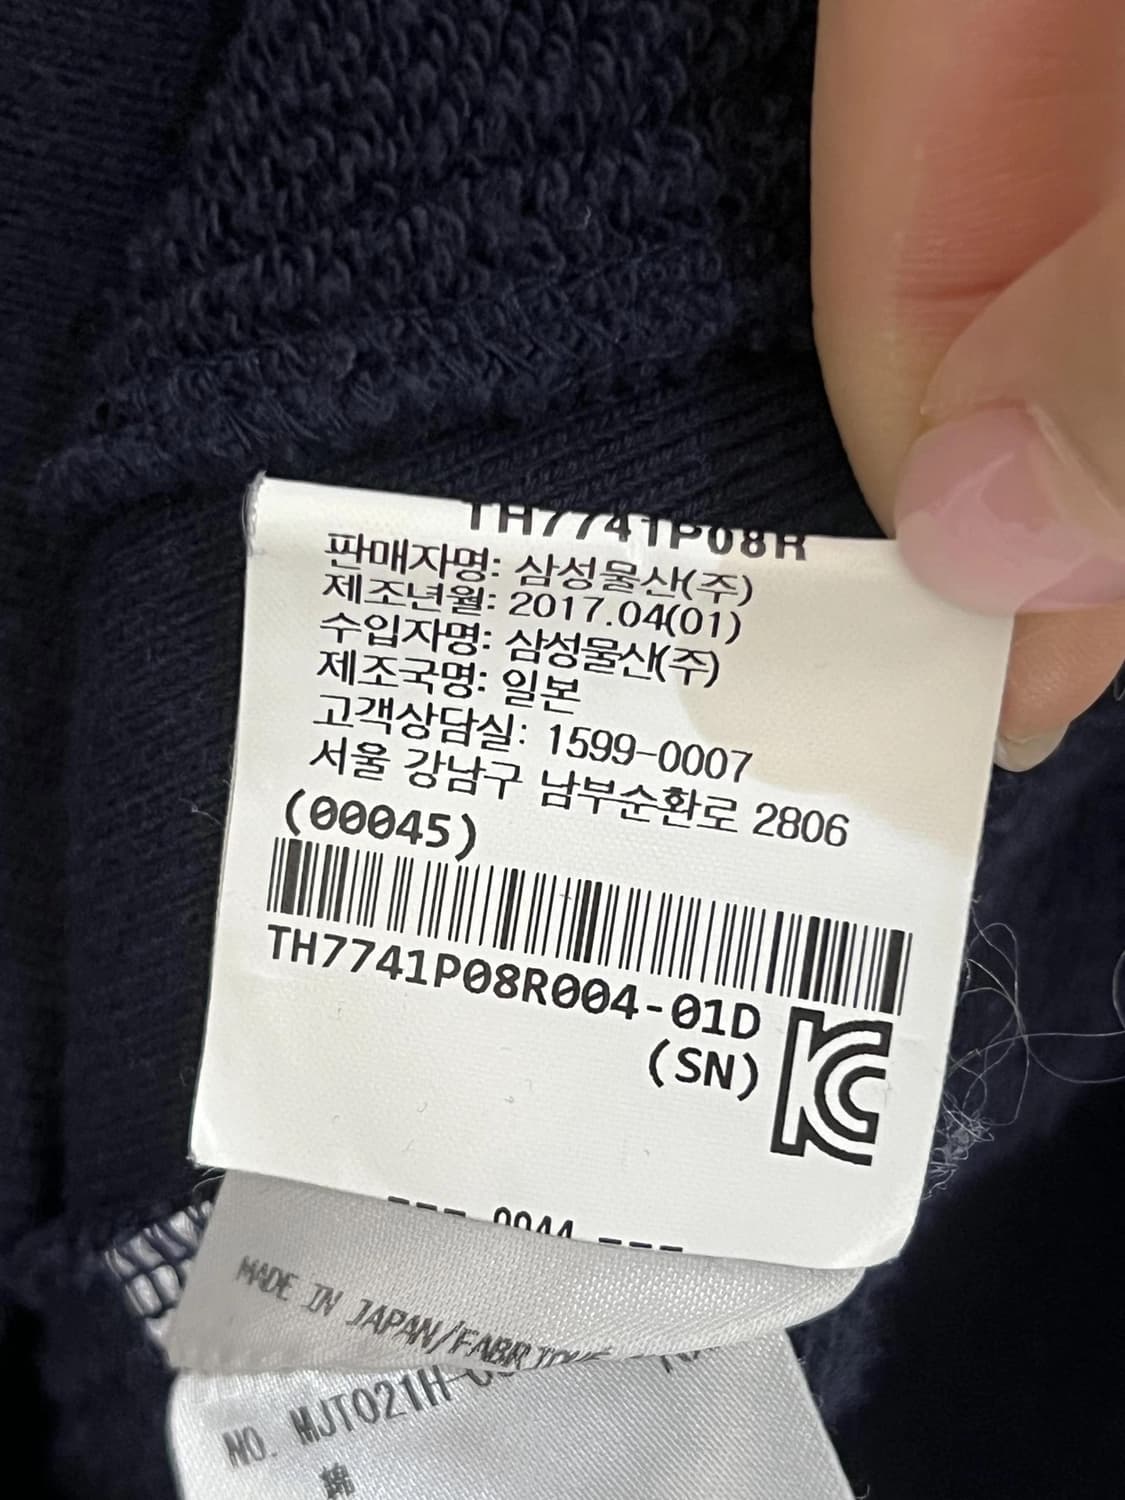 TH7741P08R
판매자명: 삼성물산(주)
제조년월: 2017.04(01)
수입자명: 삼성물산(주)
제조국명: 일본
고객상담실: 1599-0007
서울 강남구 남부순환로 2806
(00045)
TH7741P08R004-01D
(SN)
KC
--- 0044 ---
MADE IN JAPAN/FABRIQUE
NO. MJT021H-
綿